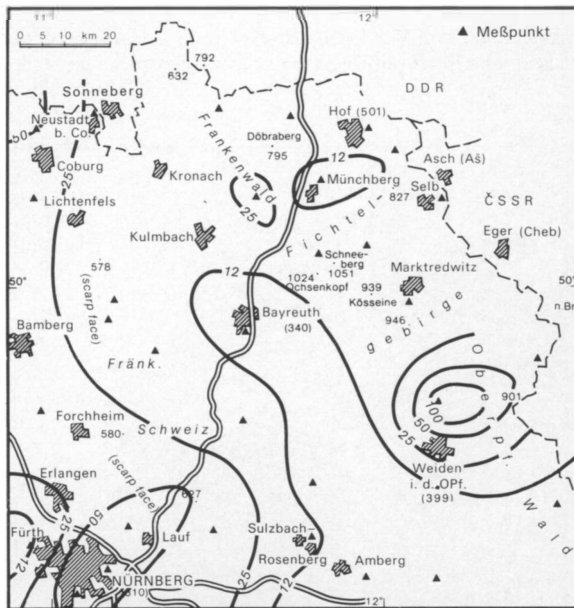 11
12
0 5 10 20 km
▲ Meßpunkt
792
632
DDR
Sonneberg
Neustadt
b. Co.
Coburg
25
Lichtenfels
Kronach
Frankenwald
Döbraberg
795
Hof (501)
12
Münchberg
827
Asch (Aš)
Selb
ČSSR
Eger (Cheb)
25
Kulmbach
Fichtel-
gebirge
Schnee-
berg
1024
1051
Ochsenkopf
939
Kösseine
946
Marktredwitz
50°
50°
578
(scarp face)
12
Bayreuth
(340)
Bamberg
Fränk.
Schweiz
n.Br
Oberpf.
Wald
901
100
50
25
12
Weiden
i. d. OPf.
(399)
Forchheim
580
(scarp face)
627
Erlangen
25
50
Fürth
12
Lauf
NÜRNBERG
(310)
Sulzbach-
Rosenberg
Amberg
25
12
12°